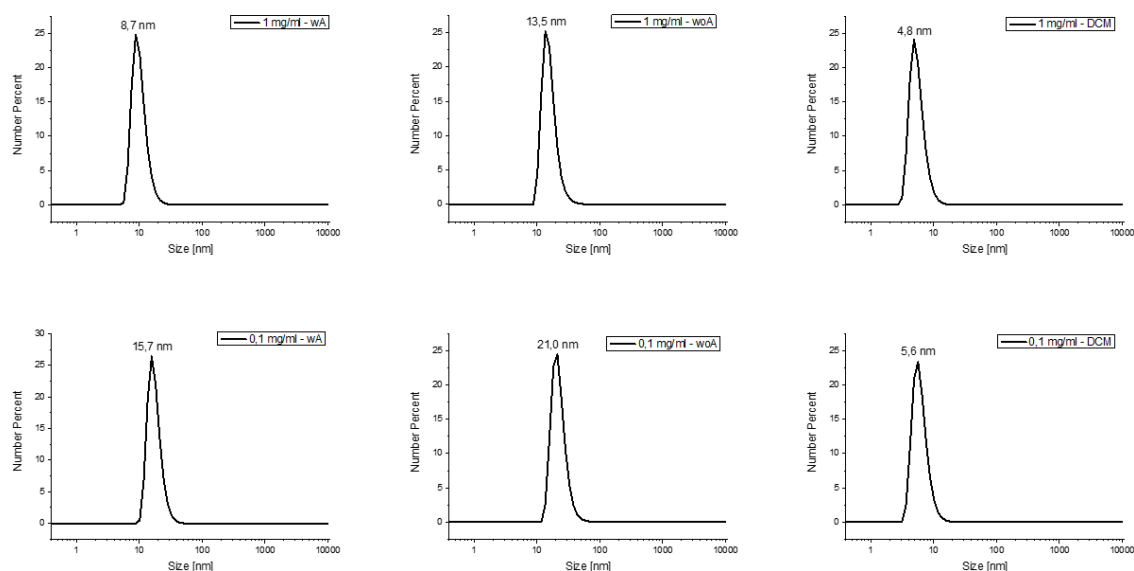 1 mg/ml - wA
8,7 nm
25
20
15
10
5
0
Number Percent
1
10
100
1000
10000
Size [nm]
1 mg/ml - woA
13,5 nm
25
20
15
10
5
0
Number Percent
1
10
100
1000
10000
Size [nm]
1 mg/ml - DCM
4,8 nm
25
20
15
10
5
0
Number Percent
1
10
100
1000
10000
Size [nm]
0,1 mg/ml - wA
15,7 nm
30
25
20
15
10
5
0
Number Percent
1
10
100
1000
10000
Size [nm]
0,1 mg/ml - woA
21,0 nm
25
20
15
10
5
0
Number Percent
1
10
100
1000
10000
Size [nm]
0,1 mg/ml - DCM
5,6 nm
25
20
15
10
5
0
Number Percent
1
10
100
1000
10000
Size [nm]